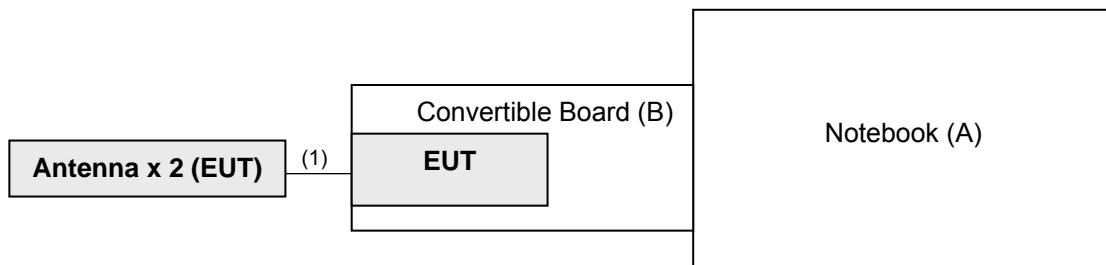 Convertible Board (B)
Notebook (A)
Antenna x 2 (EUT)
(1)
EUT